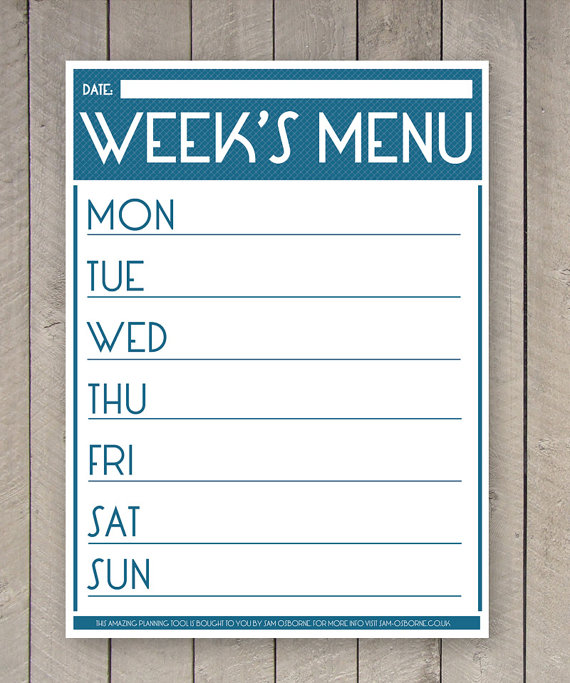 DATE:
WEEK'S MENU
MON
TUE
WED
THU
FRI
SAT
SUN
THIS AMAZING PLANNING TOOL IS BOUGHT TO YOU BY SAM OSBORNE. FOR MORE INFO VISIT SAM-OSBORNE.CO.UK